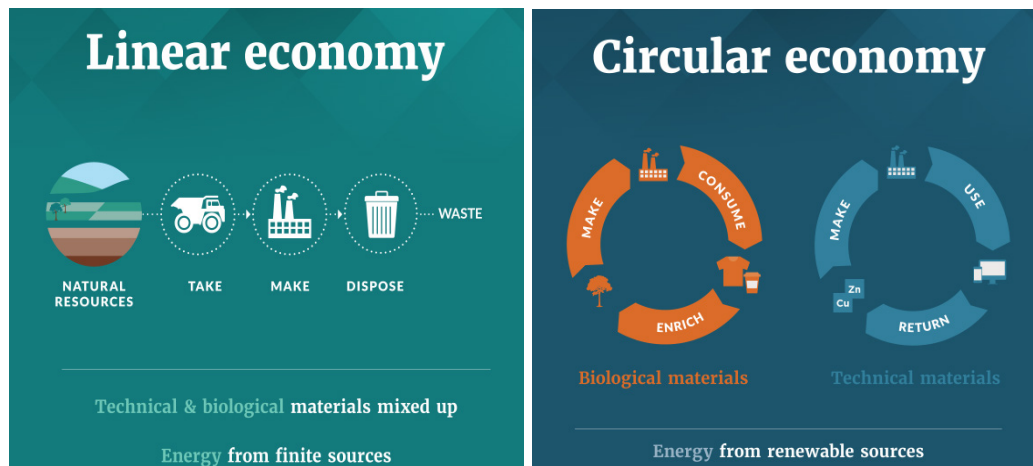 Linear economy
NATURAL
RESOURCES
TAKE
MAKE
DISPOSE
WASTE
Technical & biological materials mixed up
Energy from finite sources
Circular economy
MAKE
CONSUME
ENRICH
Biological materials
MAKE
USE
RETURN
Zn
Cu
Technical materials
Energy from renewable sources